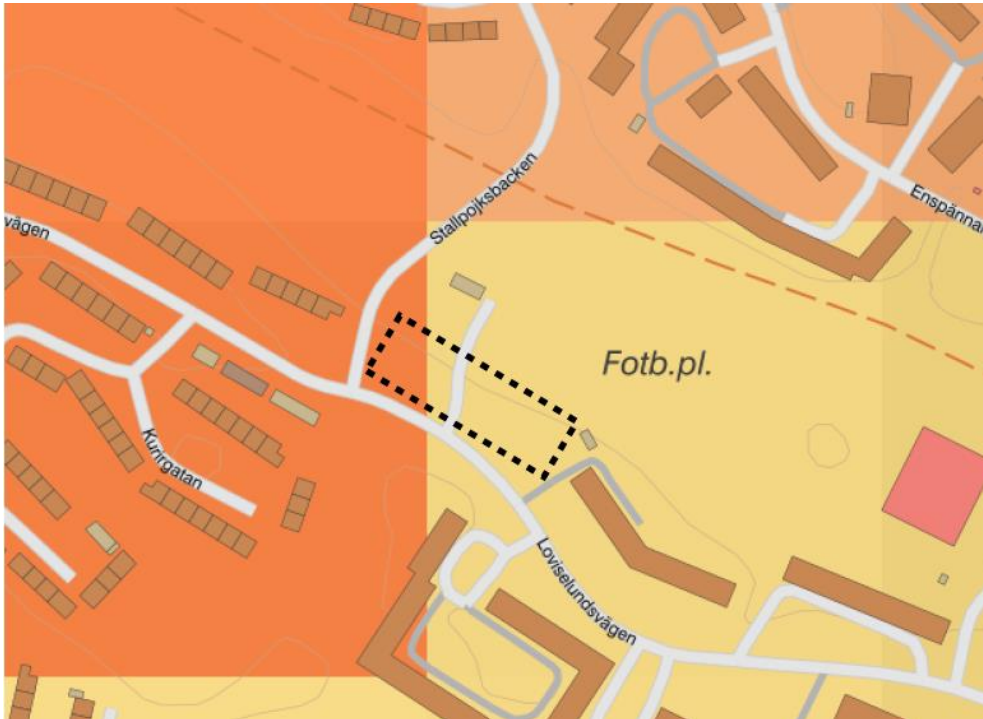 Stallpojksbacken
Enspännar
vägen
Fotb.pl.
Kurirgatan
Loviselundsvägen